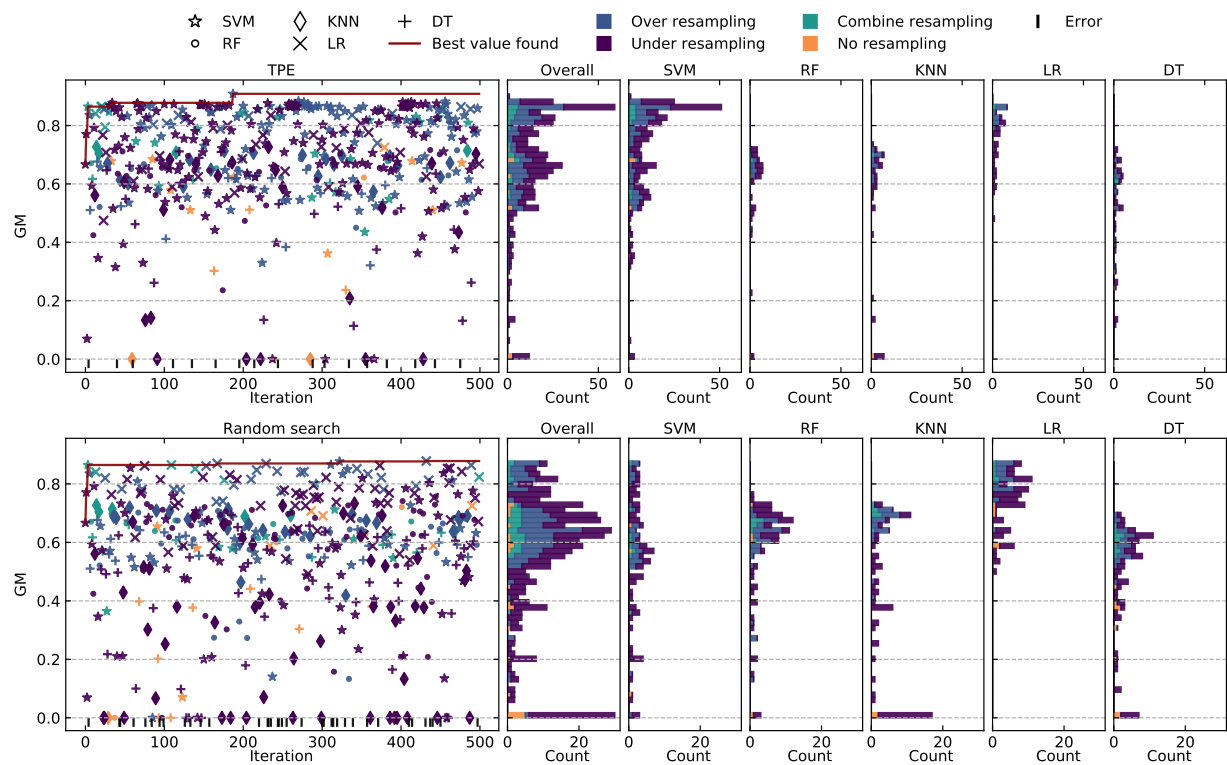 SVM KNN DT Over resampling Combine resampling Error
RF LR Best value found Under resampling No resampling
TPE Overall SVM RF KNN LR DT
0.8
0.6
0.4
0.2
0.0
GM
0 100 200 300 400 500 0 50 0 50 0 50 0 50 0 50 0 50
Iteration Count Count Count Count Count Count
Random search Overall SVM RF KNN LR DT
0.8
0.6
0.4
0.2
0.0
GM
0 100 200 300 400 500 0 20 0 20 0 20 0 20 0 20 0 20
Iteration Count Count Count Count Count Count